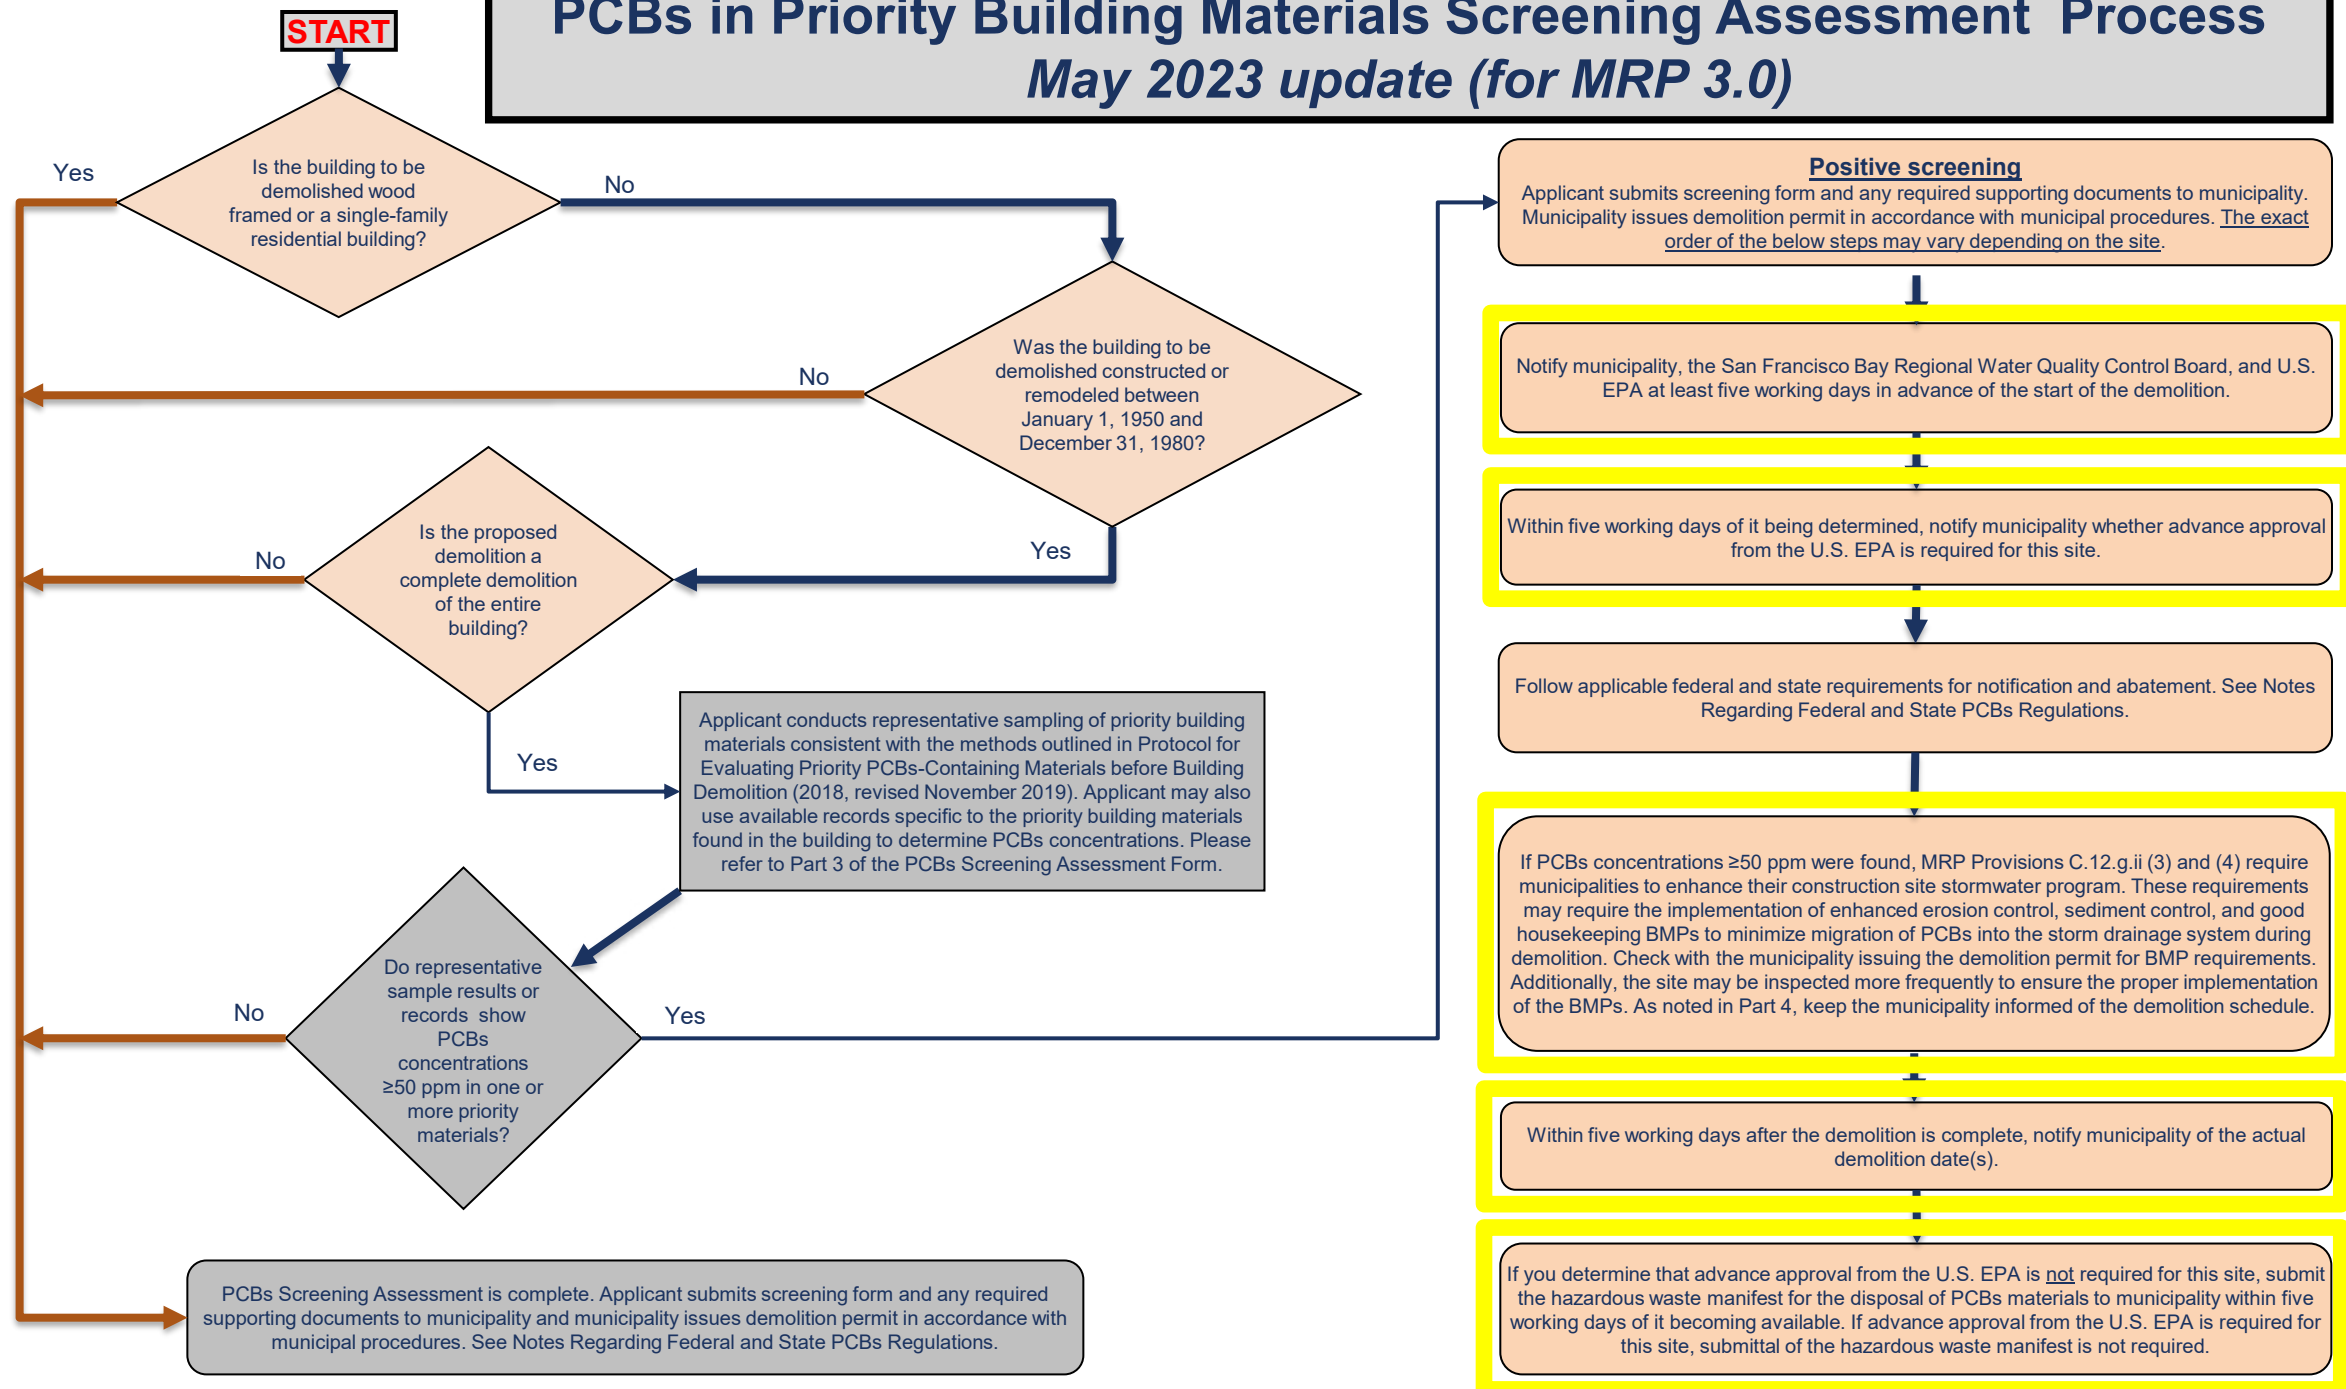 PCBs in Priority Building Materials Screening Assessment Process
May 2023 update (for MRP 3.0)
START
Is the building to be
demolished wood
framed or a single-family
residential building?
Yes
No
Was the building to be
demolished constructed or
remodeled between
January 1, 1950 and
December 31, 1980?
No
Yes
Is the proposed
demolition a
complete demolition
of the entire
building?
No
Yes
Applicant conducts representative sampling of priority building
materials consistent with the methods outlined in Protocol for
Evaluating Priority PCBs-Containing Materials before Building
Demolition (2018, revised November 2019). Applicant may also
use available records specific to the priority building materials
found in the building to determine PCBs concentrations. Please
refer to Part 3 of the PCBs Screening Assessment Form.
Do representative
sample results or
records show
PCBs
concentrations
≥50 ppm in one or
more priority
materials?
No
Yes
PCBs Screening Assessment is complete. Applicant submits screening form and any required
supporting documents to municipality and municipality issues demolition permit in accordance with
municipal procedures. See Notes Regarding Federal and State PCBs Regulations.
Positive screening
Applicant submits screening form and any required supporting documents to municipality.
Municipality issues demolition permit in accordance with municipal procedures. The exact
order of the below steps may vary depending on the site.
Notify municipality, the San Francisco Bay Regional Water Quality Control Board, and U.S.
EPA at least five working days in advance of the start of the demolition.
Within five working days of it being determined, notify municipality whether advance approval
from the U.S. EPA is required for this site.
Follow applicable federal and state requirements for notification and abatement. See Notes
Regarding Federal and State PCBs Regulations.
If PCBs concentrations ≥50 ppm were found, MRP Provisions C.12.g.ii (3) and (4) require
municipalities to enhance their construction site stormwater program. These requirements
may require the implementation of enhanced erosion control, sediment control, and good
housekeeping BMPs to minimize migration of PCBs into the storm drainage system during
demolition. Check with the municipality issuing the demolition permit for BMP requirements.
Additionally, the site may be inspected more frequently to ensure the proper implementation
of the BMPs. As noted in Part 4, keep the municipality informed of the demolition schedule.
Within five working days after the demolition is complete, notify municipality of the actual
demolition date(s).
If you determine that advance approval from the U.S. EPA is not required for this site, submit
the hazardous waste manifest for the disposal of PCBs materials to municipality within five
working days of it becoming available. If advance approval from the U.S. EPA is required for
this site, submittal of the hazardous waste manifest is not required.